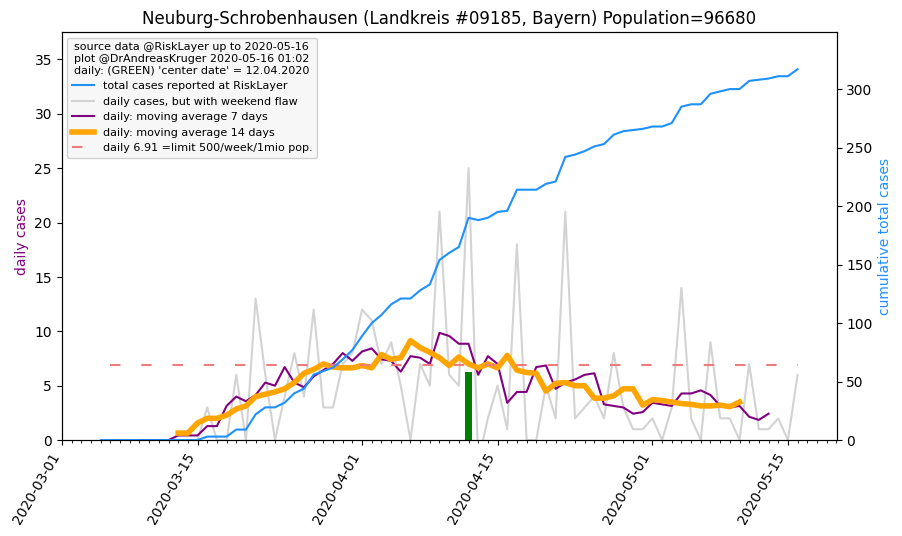 Neuburg-Schrobenhausen (Landkreis #09185, Bayern) Population=96680
source data @RiskLayer up to 2020-05-16
plot @DrAndreasKruger 2020-05-16 01:02
daily: (GREEN) 'center date' = 12.04.2020
total cases reported at RiskLayer
daily cases, but with weekend flaw
daily: moving average 7 days
daily: moving average 14 days
daily 6.91 =limit 500/week/1mio pop.
daily cases
35
30
25
20
15
10
5
0
cumulative total cases
300
250
200
150
100
50
0
2020-03-01
2020-03-15
2020-04-01
2020-04-15
2020-05-01
2020-05-15